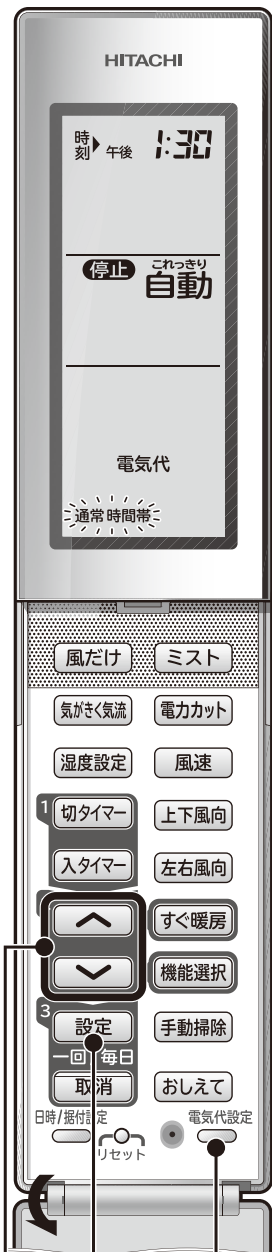 HITACHI
時刻 午後 1:30
停止 これっきり自動
電気代
通常時間帯
風だけ ミスト
気がきく気流 電力カット
湿度設定 風速
1 切タイマー 上下風向
入タイマー 左右風向
すぐ暖房
機能選択
3 設定 手動掃除
一回 毎日
取消 おしえて
日時/据付設定 リセット 電気代設定